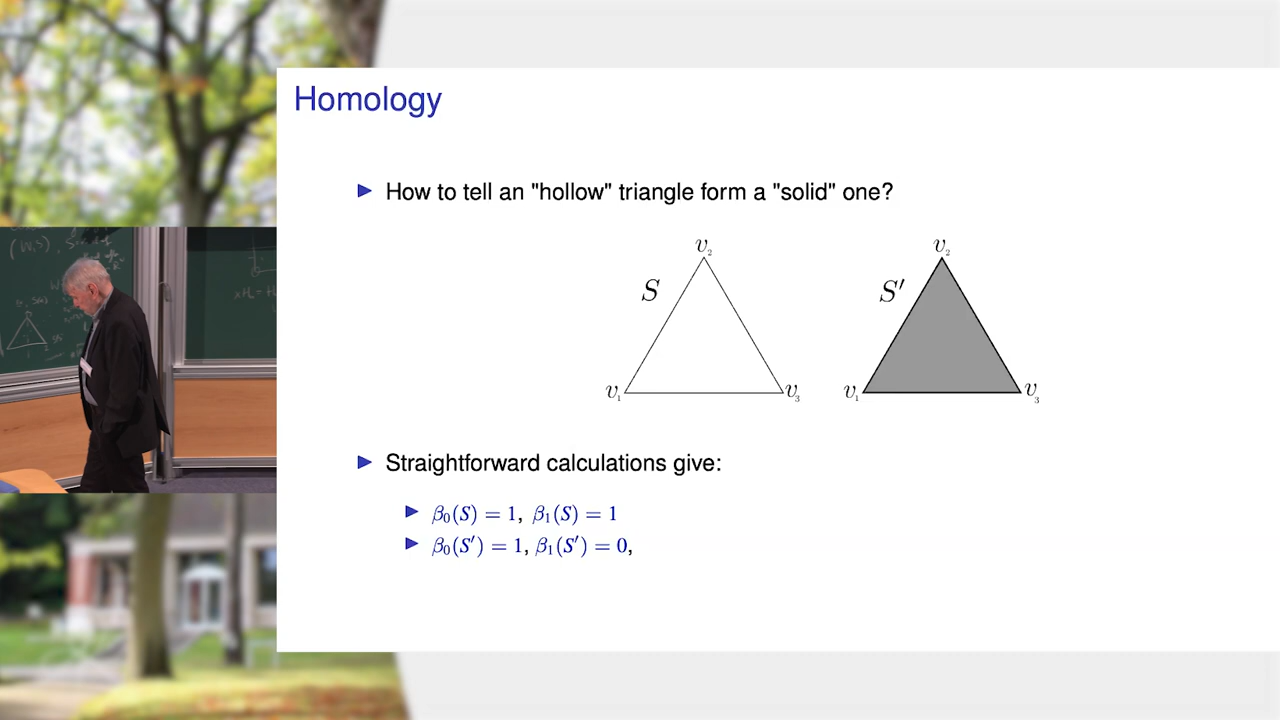 Homology
How to tell an "hollow" triangle form a "solid" one?
v₂ v₂
S S′
v₁ v₃ v₁ v₃
Straightforward calculations give:
β₀(S) = 1, β₁(S) = 1
β₀(S′) = 1, β₁(S′) = 0,